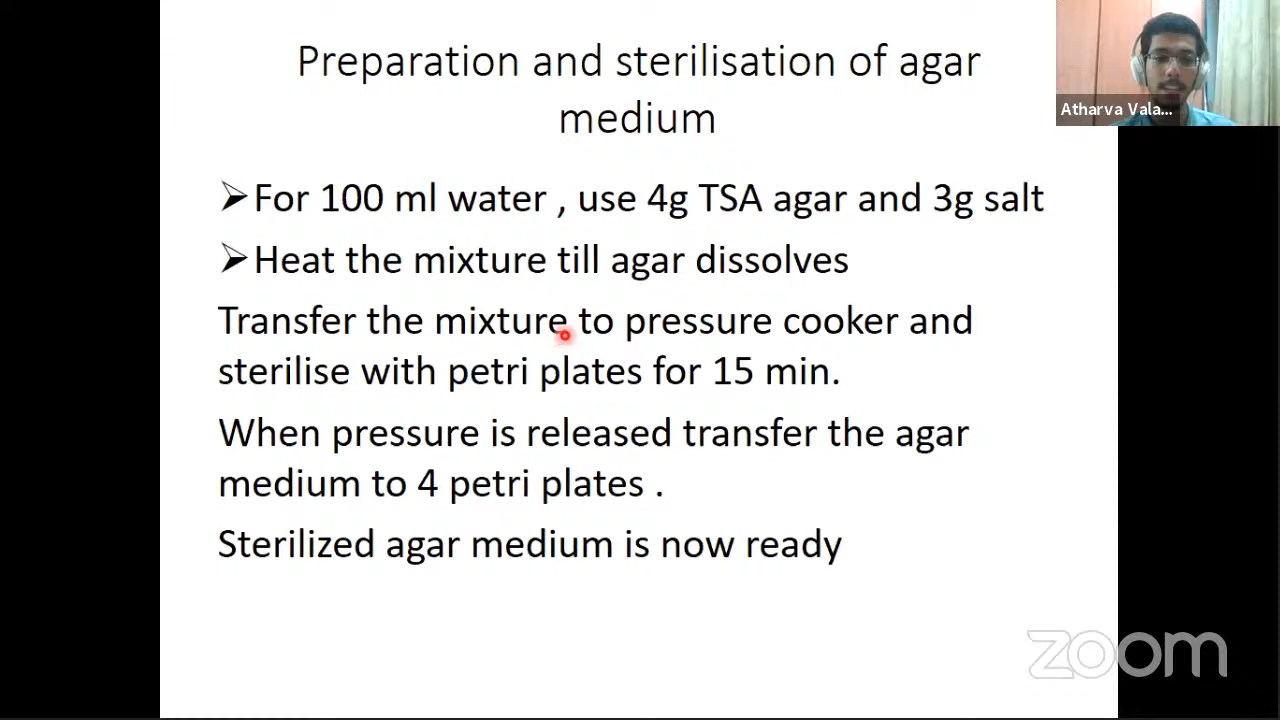 Preparation and sterilisation of agar
medium
Atharva Vala...
➢For 100 ml water , use 4g TSA agar and 3g salt
➢Heat the mixture till agar dissolves
Transfer the mixture to pressure cooker and
sterilise with petri plates for 15 min.
When pressure is released transfer the agar
medium to 4 petri plates .
Sterilized agar medium is now ready
zoom